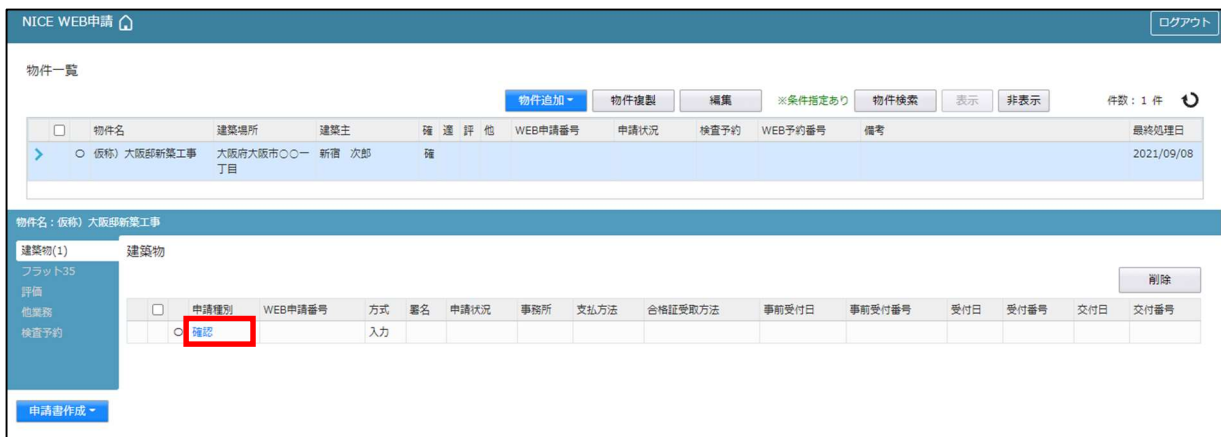 NICE WEB申請
ログアウト
物件一覧
物件追加 物件複製 編集 ※条件指定あり 物件検索 表示 非表示 件数：1 件
物件名 建築場所 建築主 確 適 評 他 WEB申請番号 申請状況 検査予約 WEB予約番号 備考 最終処理日
○ 仮称）大阪邸新築工事 大阪府大阪市○○一 新宿 次郎 確 2021/09/08
丁目
物件名：仮称）大阪邸新築工事
建築物(1) 建築物
フラット35
削除
評価
他業務
申請種別 WEB申請番号 方式 署名 申請状況 事務所 支払方法 合格証受取方法 事前受付日 事前受付番号 受付日 受付番号 交付日 交付番号
検査予約
○ 確認 入力
申請書作成